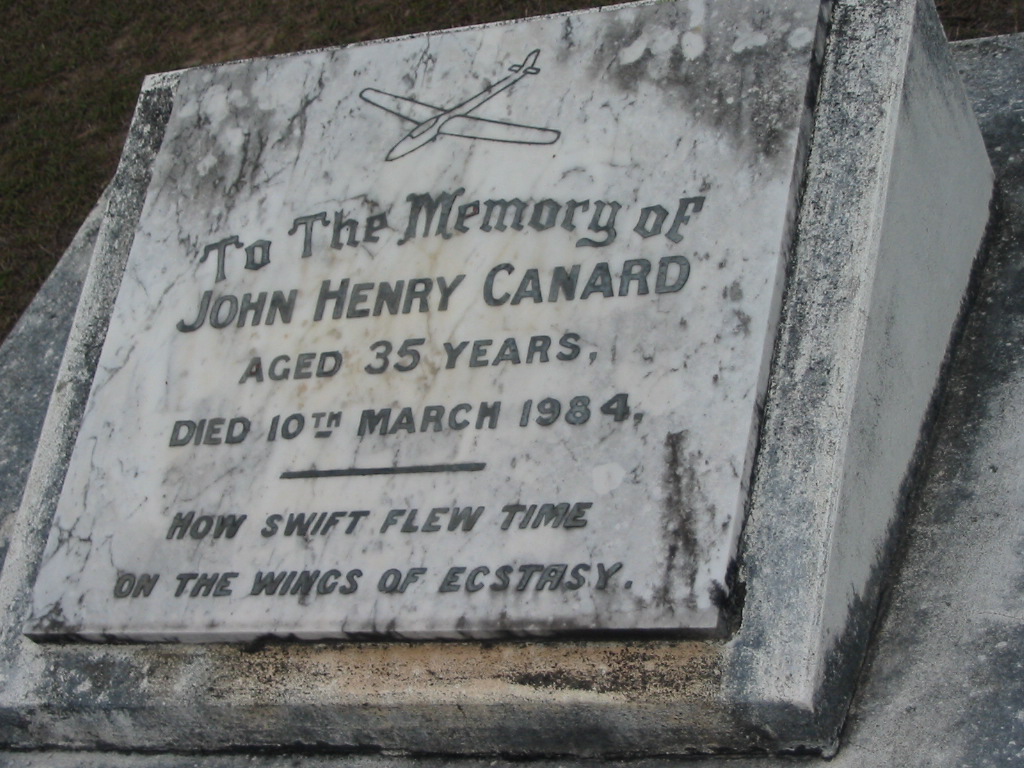 To The Memory of
JOHN HENRY CANARD
AGED 35 YEARS,
DIED 10TH MARCH 1984,
HOW SWIFT FLEW TIME
ON THE WINGS OF ECSTASY.